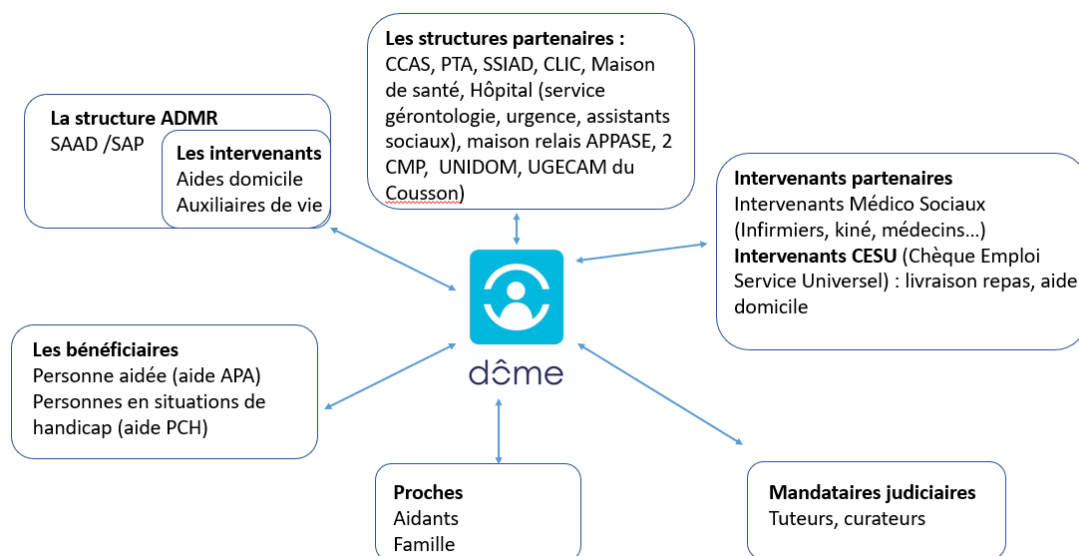 Les structures partenaires :
CCAS, PTA, SSIAD, CLIC, Maison
de santé, Hôpital (service
gérontologie, urgence, assistants
sociaux), maison relais APPASE, 2
CMP, UNIDOM, UGECAM du
Cousson)
La structure ADMR
SAAD /SAP
Les intervenants
Aides domicile
Auxiliaires de vie
Intervenants partenaires
Intervenants Médico Sociaux
(Infirmiers, kiné, médecins...)
Intervenants CESU (Chèque Emploi
Service Universel) : livraison repas, aide
domicile
dôme
Les bénéficiaires
Personne aidée (aide APA)
Personnes en situations de
handicap (aide PCH)
Proches
Aidants
Famille
Mandataires judiciaires
Tuteurs, curateurs